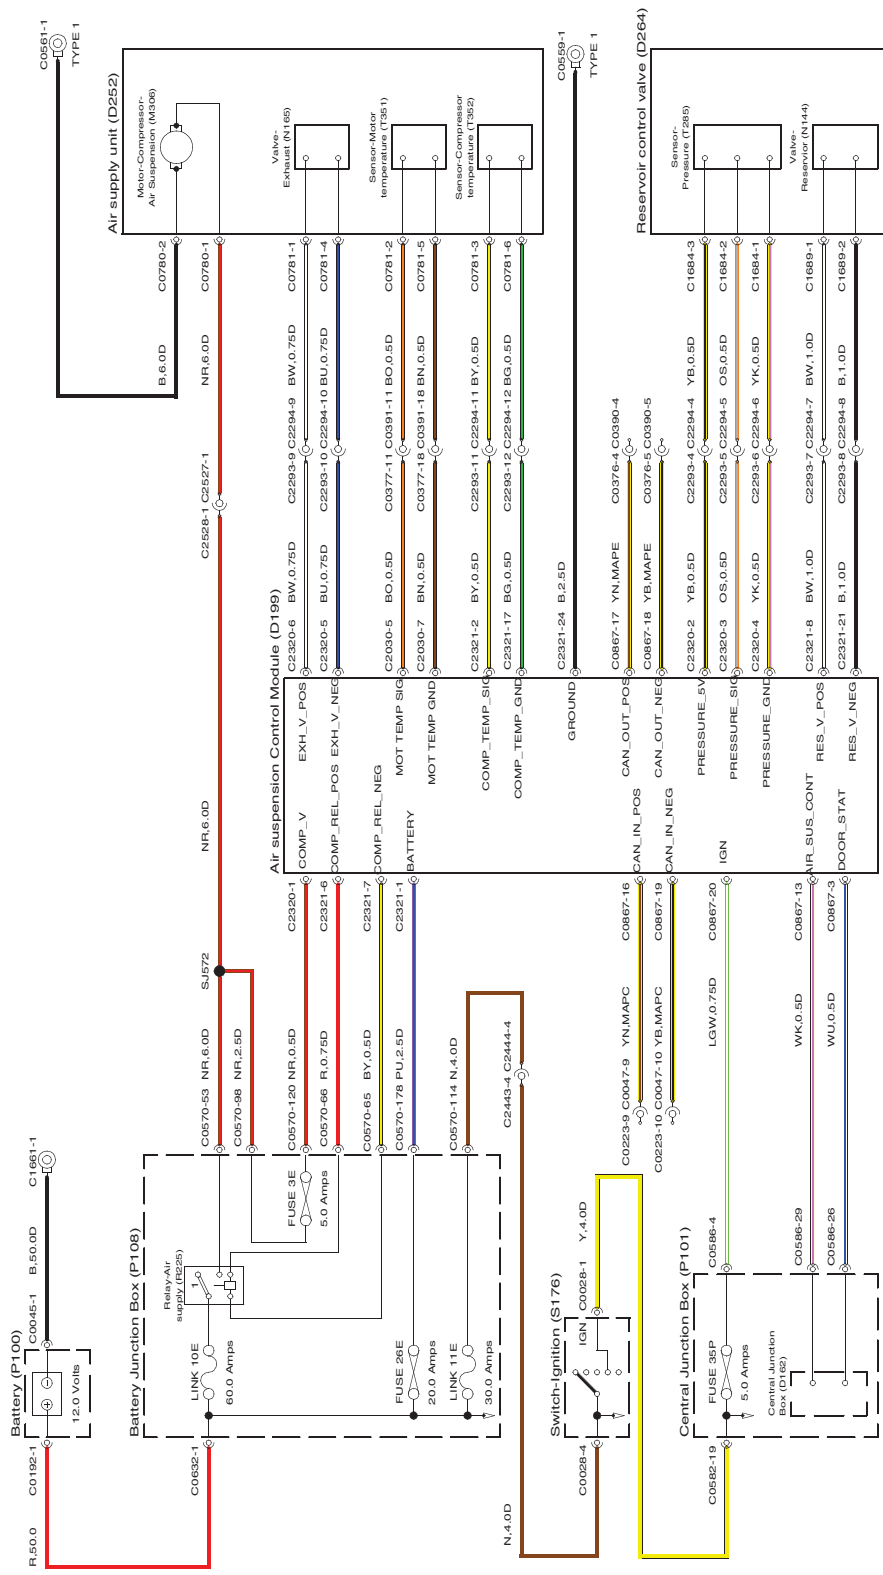 Battery (P100)
C0192-1
R,50.0
12.0 Volts
C0045-1
B,50.0D
C1661-1
Battery Junction Box (P108)
C0632-1
LINK 10E
60.0 Amps
Relay-Air
supply (R225)
1
FUSE 3E
5.0 Amps
FUSE 26E
20.0 Amps
LINK 11E
30.0 Amps
C0570-53 NR,6.0D
C0570-98 NR,2.5D
SJ572
NR,6.0D
C2528-1 C2527-1
NR,6.0D
C0780-1
B,6.0D
C0780-2
C0561-1
TYPE 1
C0570-120 NR,0.5D
C2320-1
C0570-66 R,0.75D
C2321-6
C0570-65 BY,0.5D
C2321-7
C0570-178 PU,2.5D
C2321-1
C0570-114 N,4.0D
C2443-4 C2444-4
N,4.0D
Switch-Ignition (S176)
C0028-4
IGN
C0028-1 Y,4.0D
C0223-9 C0047-9 YN,MAPC
C0867-16
C0223-10 C0047-10 YB,MAPC
C0867-19
Central Junction Box (P101)
C0582-19
FUSE 35P
5.0 Amps
Central Junction
Box (D162)
C0586-4
LGW,0.75D
C0867-20
C0586-29
WK,0.5D
C0867-13
C0586-26
WU,0.5D
C0867-3
Air suspension Control Module (D199)
COMP_V
EXH_V_POS
COMP_REL_POS EXH_V_NEG
COMP_REL_NEG
MOT TEMP SIG
BATTERY
MOT TEMP GND
COMP_TEMP_SIG
COMP_TEMP_GND
GROUND
CAN_IN_POS
CAN_OUT_POS
CAN_IN_NEG
CAN_OUT_NEG
PRESSURE_5V
IGN
PRESSURE_SIG
PRESSURE_GND
AIR_SUS_CONT
RES_V_POS
DOOR_STAT
RES_V_NEG
C2320-6 BW,0.75D
C2293-9 C2294-9 BW,0.75D
C0781-1
C2320-5 BU,0.75D
C2293-10 C2294-10 BU,0.75D
C0781-4
C2030-5 BO,0.5D
C0377-11 C0391-11 BO,0.5D
C0781-2
C2030-7 BN,0.5D
C0377-18 C0391-18 BN,0.5D
C0781-5
C2321-2 BY,0.5D
C2293-11 C2294-11 BY,0.5D
C0781-3
C2321-17 BG,0.5D
C2293-12 C2294-12 BG,0.5D
C0781-6
C2321-24 B,2.5D
C0559-1
TYPE 1
C0867-17 YN,MAPE
C0376-4 C0390-4
C0867-18 YB,MAPE
C0376-5 C0390-5
C2320-2 YB,0.5D
C2293-4 C2294-4 YB,0.5D
C1684-3
C2320-3 OS,0.5D
C2293-5 C2294-5 OS,0.5D
C1684-2
C2320-4 YK,0.5D
C2293-6 C2294-6 YK,0.5D
C1684-1
C2321-8 BW,1.0D
C2293-7 C2294-7 BW,1.0D
C1689-1
C2321-21 B,1.0D
C2293-8 C2294-8 B,1.0D
C1689-2
Air supply unit (D252)
Motor-Compressor-
Air Suspension (M306)
Valve-
Exhaust (N165)
Sensor-Motor
temperature (T351)
Sensor-Compressor
temperature (T352)
Reservoir control valve (D264)
Sensor-
Pressure (T285)
Valve-
Reservior (N144)